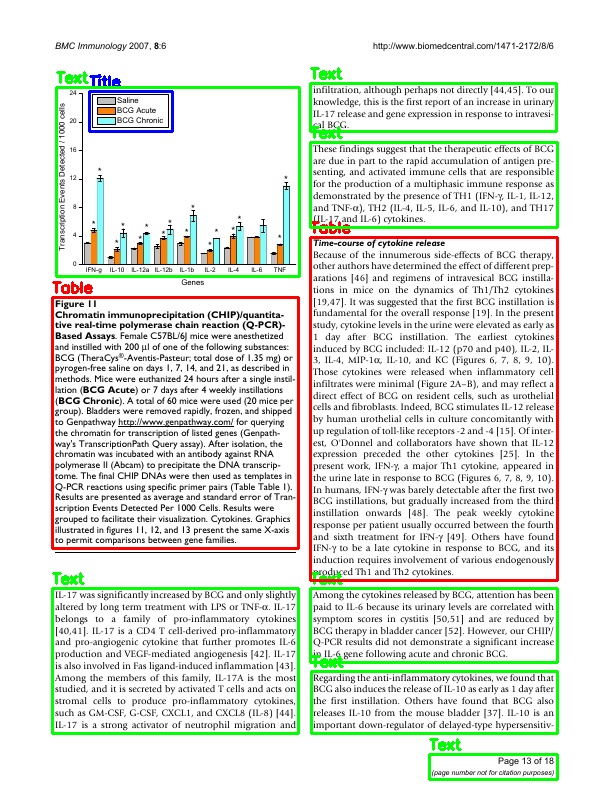 BMC Immunology 2007, 8:6
http://www.biomedcentral.com/1471-2172/8/6
Text
Title
24
20
16
12
8
4
0
Transcription Events Detected / 1000 cells
Saline
BCG Acute
BCG Chronic
IFN-g IL-10 IL-12a IL-12b IL-1b IL-2 IL-4 IL-6 TNF
Genes
Table
Figure 11
Chromatin immunoprecipitation (CHIP)/quantita-
tive real-time polymerase chain reaction (Q-PCR)-
Based Assays. Female C57BL/6J mice were anesthetized
and instilled with 200 μl of one of the following substances:
BCG (TheraCys®-Aventis-Pasteur; total dose of 1.35 mg) or
pyrogen-free saline on days 1, 7, 14, and 21, as described in
methods. Mice were euthanized 24 hours after a single instil-
lation (BCG Acute) or 7 days after 4 weekly instillations
(BCG Chronic). A total of 60 mice were used (20 mice per
group). Bladders were removed rapidly, frozen, and shipped
to Genpathway http://www.genpathway.com/ for querying
the chromatin for transcription of listed genes (Genpath-
way's TranscriptionPath Query assay). After isolation, the
chromatin was incubated with an antibody against RNA
polymerase II (Abcam) to precipitate the DNA transcrip-
tome. The final CHIP DNAs were then used as templates in
Q-PCR reactions using specific primer pairs (Table Table 1).
Results are presented as average and standard error of Tran-
scription Events Detected Per 1000 Cells. Results were
grouped to facilitate their visualization. Cytokines. Graphics
illustrated in figures 11, 12, and 13 present the same X-axis
to permit comparisons between gene families.
Text
IL-17 was significantly increased by BCG and only slightly
altered by long term treatment with LPS or TNF-α. IL-17
belongs to a family of pro-inflammatory cytokines
[40,41]. IL-17 is a CD4 T cell-derived pro-inflammatory
and pro-angiogenic cytokine that further promotes IL-6
production and VEGF-mediated angiogenesis [42]. IL-17
is also involved in Fas ligand-induced inflammation [43].
Among the members of this family, IL-17A is the most
studied, and it is secreted by activated T cells and acts on
stromal cells to produce pro-inflammatory cytokines,
such as GM-CSF, G-CSF, CXCL1, and CXCL8 (IL-8) [44].
IL-17 is a strong activator of neutrophil migration and
Text
infiltration, although perhaps not directly [44,45]. To our
knowledge, this is the first report of an increase in urinary
IL-17 release and gene expression in response to intravesi-
cal BCG.
Text
These findings suggest that the therapeutic effects of BCG
are due in part to the rapid accumulation of antigen pre-
senting, and activated immune cells that are responsible
for the production of a multiphasic immune response as
demonstrated by the presence of TH1 (IFN-γ, IL-1, IL-12,
and TNF-α), TH2 (IL-4, IL-5, IL-6, and IL-10), and TH17
(IL-17 and IL-6) cytokines.
Table
Time-course of cytokine release
Because of the innumerous side-effects of BCG therapy,
other authors have determined the effect of different prep-
arations [46] and regimens of intravesical BCG instilla-
tions in mice on the dynamics of Th1/Th2 cytokines
[19,47]. It was suggested that the first BCG instillation is
fundamental for the overall response [19]. In the present
study, cytokine levels in the urine were elevated as early as
1 day after BCG instillation. The earliest cytokines
induced by BCG included: IL-12 (p70 and p40), IL-2, IL-
3, IL-4, MIP-1α, IL-10, and KC (Figures 6, 7, 8, 9, 10).
Those cytokines were released when inflammatory cell
infiltrates were minimal (Figure 2A–B), and may reflect a
direct effect of BCG on resident cells, such as urothelial
cells and fibroblasts. Indeed, BCG stimulates IL-12 release
by human urothelial cells in culture concomitantly with
up regulation of toll-like receptors -2 and -4 [15]. Of inter-
est, O'Donnell and collaborators have shown that IL-12
expression preceded the other cytokines [25]. In the
present work, IFN-γ, a major Th1 cytokine, appeared in
the urine late in response to BCG (Figures 6, 7, 8, 9, 10).
In humans, IFN-γ was barely detectable after the first two
BCG instillations, but gradually increased from the third
instillation onwards [48]. The peak weekly cytokine
response per patient usually occurred between the fourth
and sixth treatment for IFN-γ [49]. Others have found
IFN-γ to be a late cytokine in response to BCG, and its
induction requires involvement of various endogenously
produced Th1 and Th2 cytokines.
Text
Among the cytokines released by BCG, attention has been
paid to IL-6 because its urinary levels are correlated with
symptom scores in cystitis [50,51] and are reduced by
BCG therapy in bladder cancer [52]. However, our CHIP/
Q-PCR results did not demonstrate a significant increase
in IL-6 gene following acute and chronic BCG.
Text
Regarding the anti-inflammatory cytokines, we found that
BCG also induces the release of IL-10 as early as 1 day after
the first instillation. Others have found that BCG also
releases IL-10 from the mouse bladder [37]. IL-10 is an
important down-regulator of delayed-type hypersensitiv-
Text
Page 13 of 18
(page number not for citation purposes)